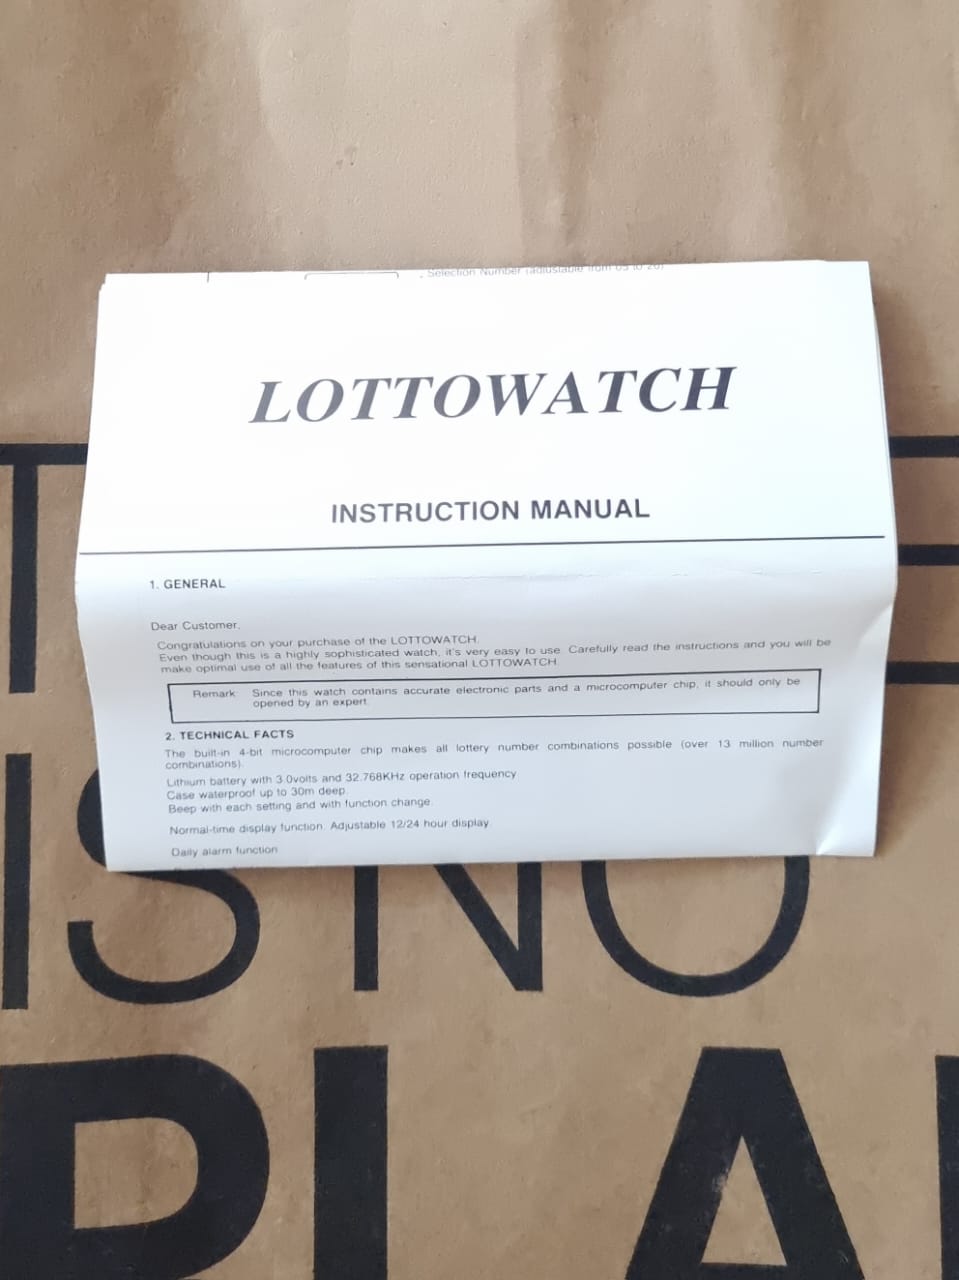 Selection Number (adjustable from 05 to 26)
LOTTOWATCH
INSTRUCTION MANUAL
1. GENERAL
Dear Customer,
Congratulations on your purchase of the LOTTOWATCH.
Even though this is a highly sophisticated watch, it's very easy to use. Carefully read the instructions and you will be
make optimal use of all the features of this sensational LOTTOWATCH.
Remark: Since this watch contains accurate electronic parts and a microcomputer chip, it should only be
opened by an expert.
2. TECHNICAL FACTS
The built-in 4-bit microcomputer chip makes all lottery number combinations possible (over 13 million number
combinations).
Lithium battery with 3.0volts and 32.768KHz operation frequency
Case waterproof up to 30m deep.
Beep with each setting and with function change.
Normal-time display function. Adjustable 12/24 hour display.
Daily alarm function
IS NO
PLA